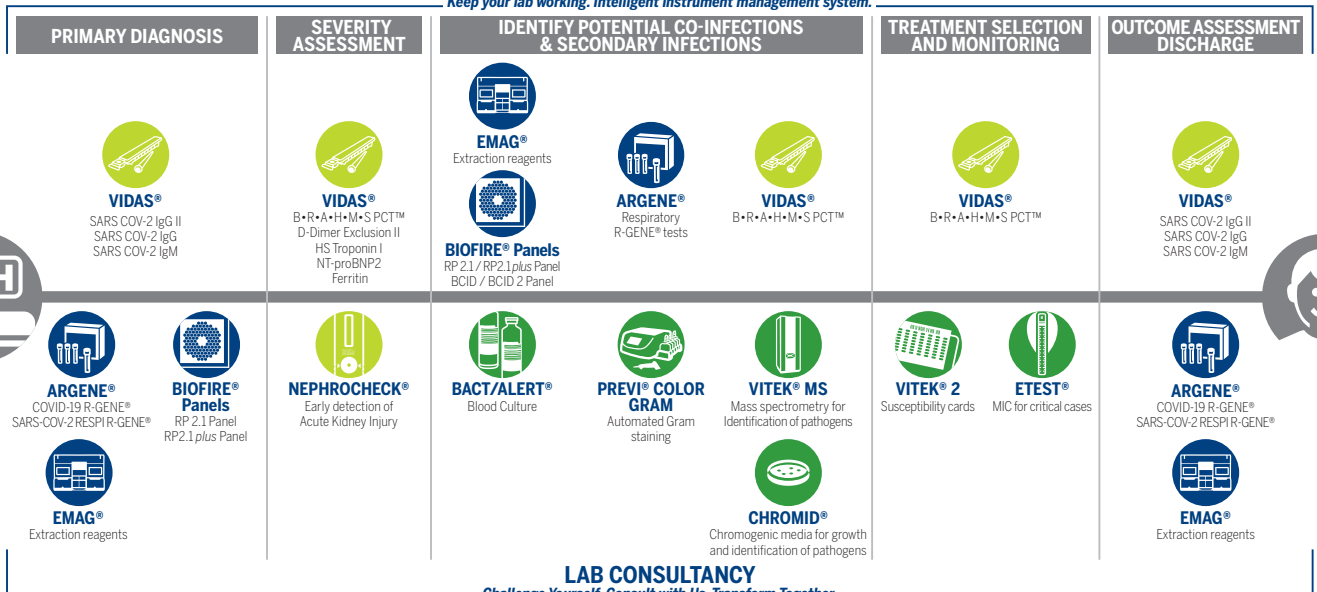 Keep your lab working. Intelligent instrument management system.
PRIMARY DIAGNOSIS
VIDAS®
SARS COV-2 IgG II
SARS COV-2 IgG
SARS COV-2 IgM
ARGENE®
COVID-19 R-GENE®
SARS-COV-2 RESPI R-GENE®
BIOFIRE®
Panels
RP 2.1 Panel
RP2.1 plus Panel
EMAG®
Extraction reagents
SEVERITY
ASSESSMENT
VIDAS®
B•R•A•H•M•S PCT™
D-Dimer Exclusion II
HS Troponin I
NT-proBNP2
Ferritin
NEPHROCHECK®
Early detection of
Acute Kidney Injury
IDENTIFY POTENTIAL CO-INFECTIONS
& SECONDARY INFECTIONS
EMAG®
Extraction reagents
BIOFIRE® Panels
RP 2.1 / RP2.1plus Panel
BCID / BCID 2 Panel
ARGENE®
Respiratory
R-GENE® tests
VIDAS®
B•R•A•H•M•S PCT™
BACT/ALERT®
Blood Culture
PREVI® COLOR
GRAM
Automated Gram
staining
VITEK® MS
Mass spectrometry for
Identification of pathogens
CHROMID®
Chromogenic media for growth
and identification of pathogens
TREATMENT SELECTION
AND MONITORING
VIDAS®
B•R•A•H•M•S PCT™
VITEK® 2
Susceptibility cards
ETEST®
MIC for critical cases
OUTCOME ASSESSMENT
DISCHARGE
VIDAS®
SARS COV-2 IgG II
SARS COV-2 IgG
SARS COV-2 IgM
ARGENE®
COVID-19 R-GENE®
SARS-COV-2 RESPI R-GENE®
EMAG®
Extraction reagents
H
LAB CONSULTANCY
Challenge Yourself. Consult with Us. Transform Together.